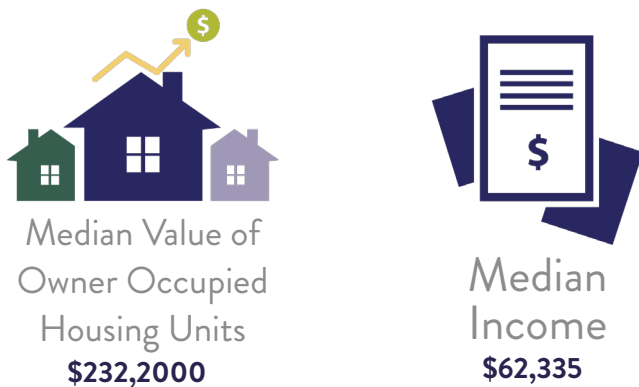 $
$
Median Value of
Owner Occupied
Housing Units
$232,2000
Median
Income
$62,335